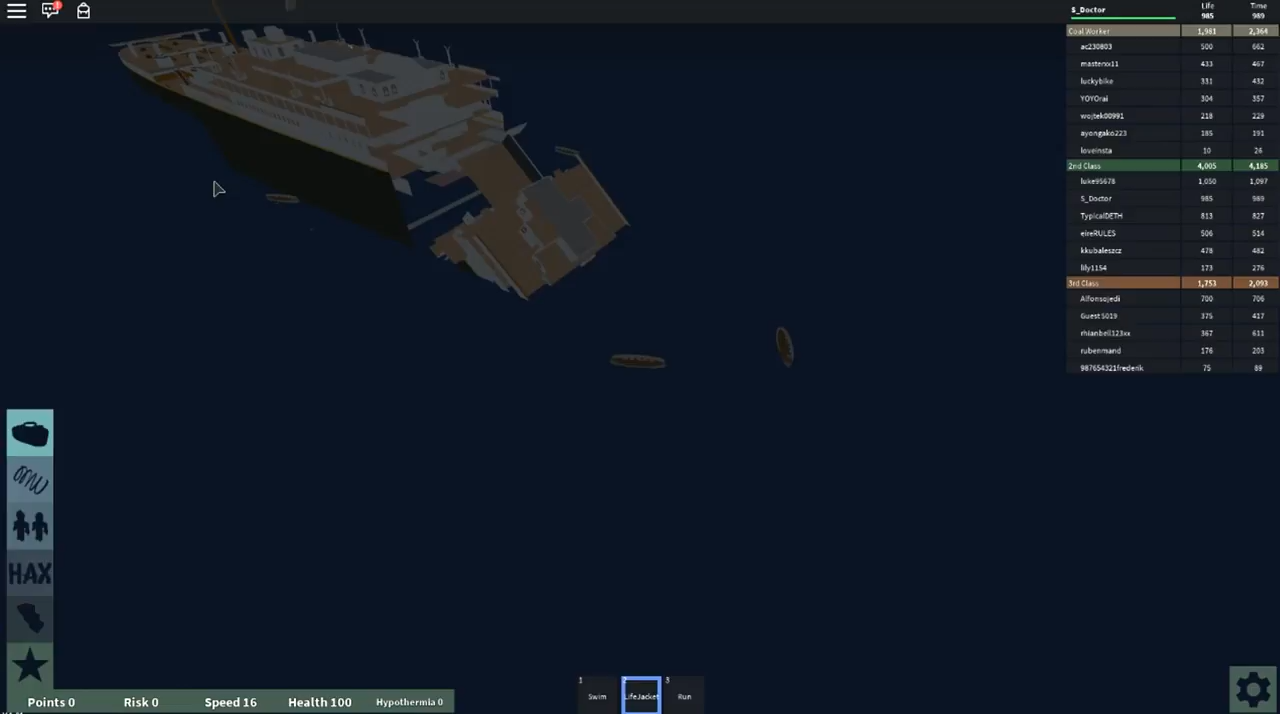 S_Doctor Life 985 Time 989
Coal Worker 1,981 2,364
ac230803 500 662
masterxx11 433 467
luckybike 331 432
YOYOrai 304 357
wojtek00991 218 229
ayongako223 185 191
loveinsta 10 26
2nd Class 4,005 4,185
luke95678 1,050 1,097
S_Doctor 985 989
TypicalDETH 813 827
eireRULES 506 514
kkubaleszcz 478 482
lily1154 173 276
3rd Class 1,753 2,093
Alfonsojedi 700 706
Guest 5019 375 417
rhianbell123xx 367 611
rubenmand 176 203
987654321frederik 75 89
HAX
Points 0 Risk 0 Speed 16 Health 100 Hypothermia 0
1 Swim 2 LifeJacket 3 Run